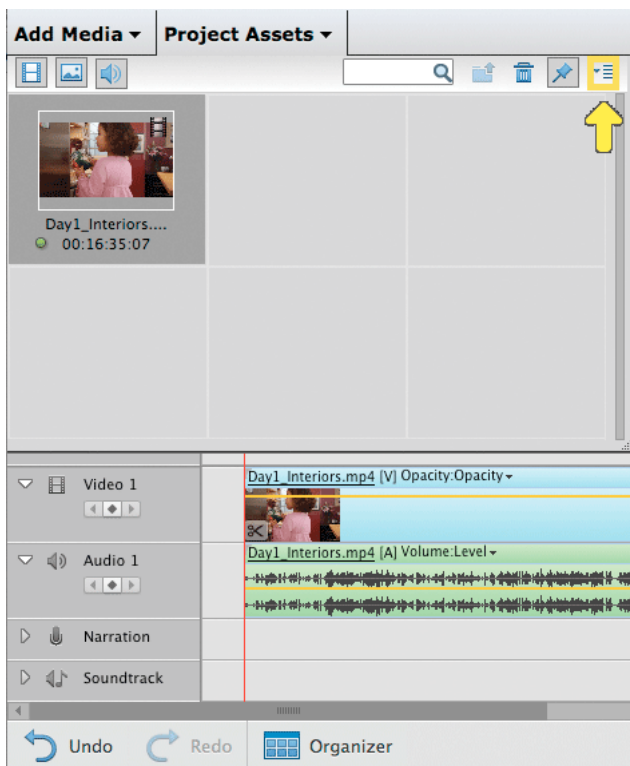 Add Media Project Assets
Day1_Interiors....
00:16:35:07
Video 1
Day1_Interiors.mp4 [V] Opacity:Opacity
Audio 1
Day1_Interiors.mp4 [A] Volume:Level
Narration
Soundtrack
Undo Redo Organizer